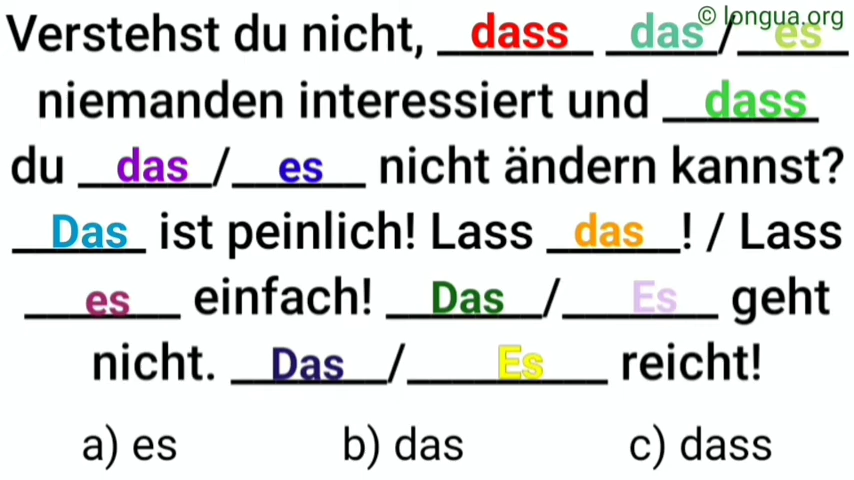 © longua.org
Verstehst du nicht, dass das/es
niemanden interessiert und dass
du das/es nicht ändern kannst?
Das ist peinlich! Lass das! / Lass
es einfach! Das/Es geht
nicht. Das/Es reicht!
a) es b) das c) dass